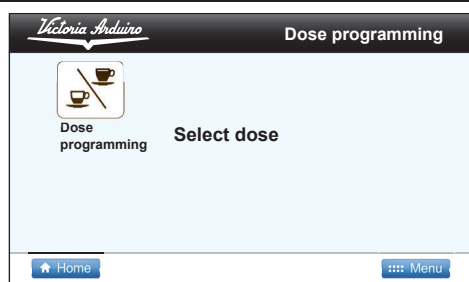 Victoria Arduino
Dose programming
Dose
programming
Select dose
Home
Menu